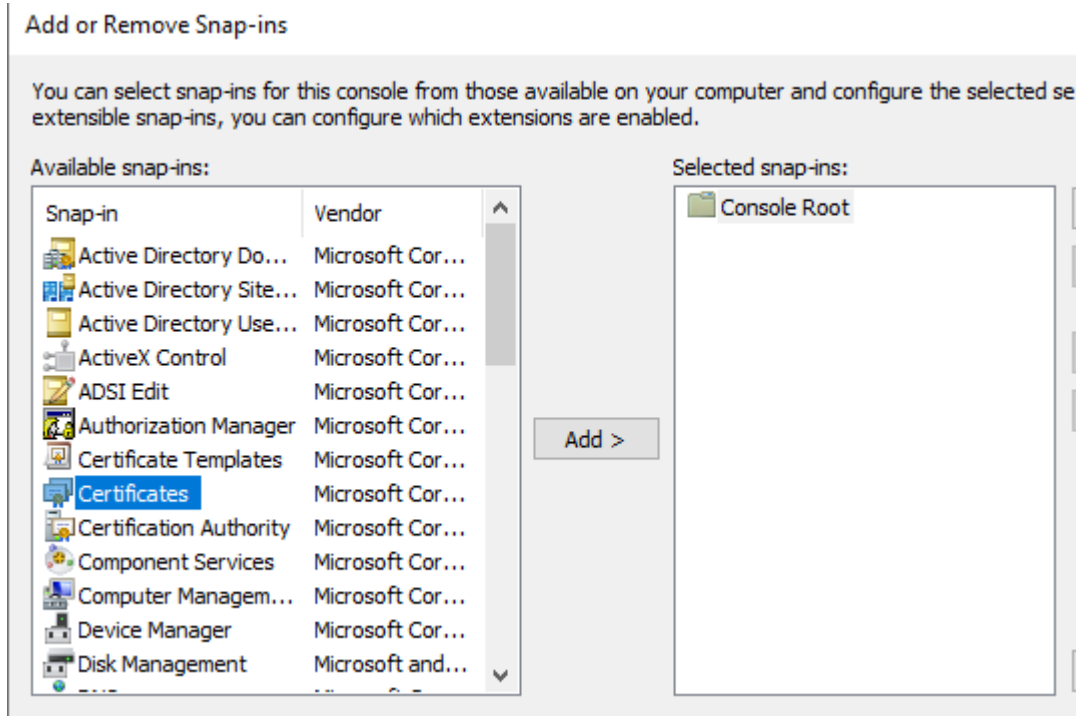 Add or Remove Snap-ins
You can select snap-ins for this console from those available on your computer and configure the selected se
extensible snap-ins, you can configure which extensions are enabled.
Available snap-ins:
Selected snap-ins:
Snap-in Vendor
Console Root
Active Directory Do... Microsoft Cor...
Active Directory Site... Microsoft Cor...
Active Directory Use... Microsoft Cor...
ActiveX Control Microsoft Cor...
ADSI Edit Microsoft Cor...
Authorization Manager Microsoft Cor...
Add >
Certificate Templates Microsoft Cor...
Certificates Microsoft Cor...
Certification Authority Microsoft Cor...
Component Services Microsoft Cor...
Computer Managem... Microsoft Cor...
Device Manager Microsoft Cor...
Disk Management Microsoft and...